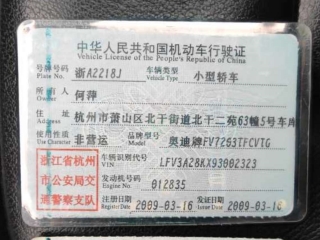 中华人民共和国机动车行驶证
Vehicle License of the People's Republic of China
号牌号码 浙A2218J 车辆类型 小型轿车
Plate No. Vehicle Type
所有人 何萍
Owner
住址 杭州市萧山区北干街道北干二苑63幢5号车库
Address
使用性质 非营运 品牌型号 奥迪牌FV7263TFCVTG
Use Character Model
浙江省杭州市公安局交通警察支队
车辆识别代号 LFV3A28KX93002323
VIN
发动机号码 012835
Engine No.
注册日期 2009-03-16 发证日期 2009-03-16
Register Date Issue Date